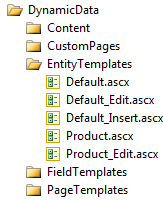 DynamicData
Content
CustomPages
EntityTemplates
Default.ascx
Default_Edit.ascx
Default_Insert.ascx
Product.ascx
Product_Edit.ascx
FieldTemplates
PageTemplates